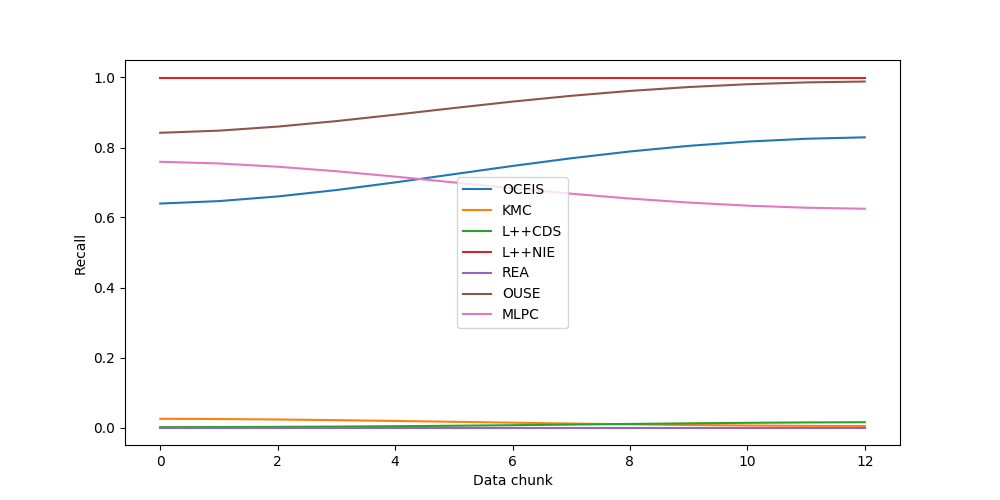 1.0
0.8
0.6
0.4
0.2
0.0
Recall
OCEIS
KMC
L++CDS
L++NIE
REA
OUSE
MLPC
0 2 4 6 8 10 12
Data chunk